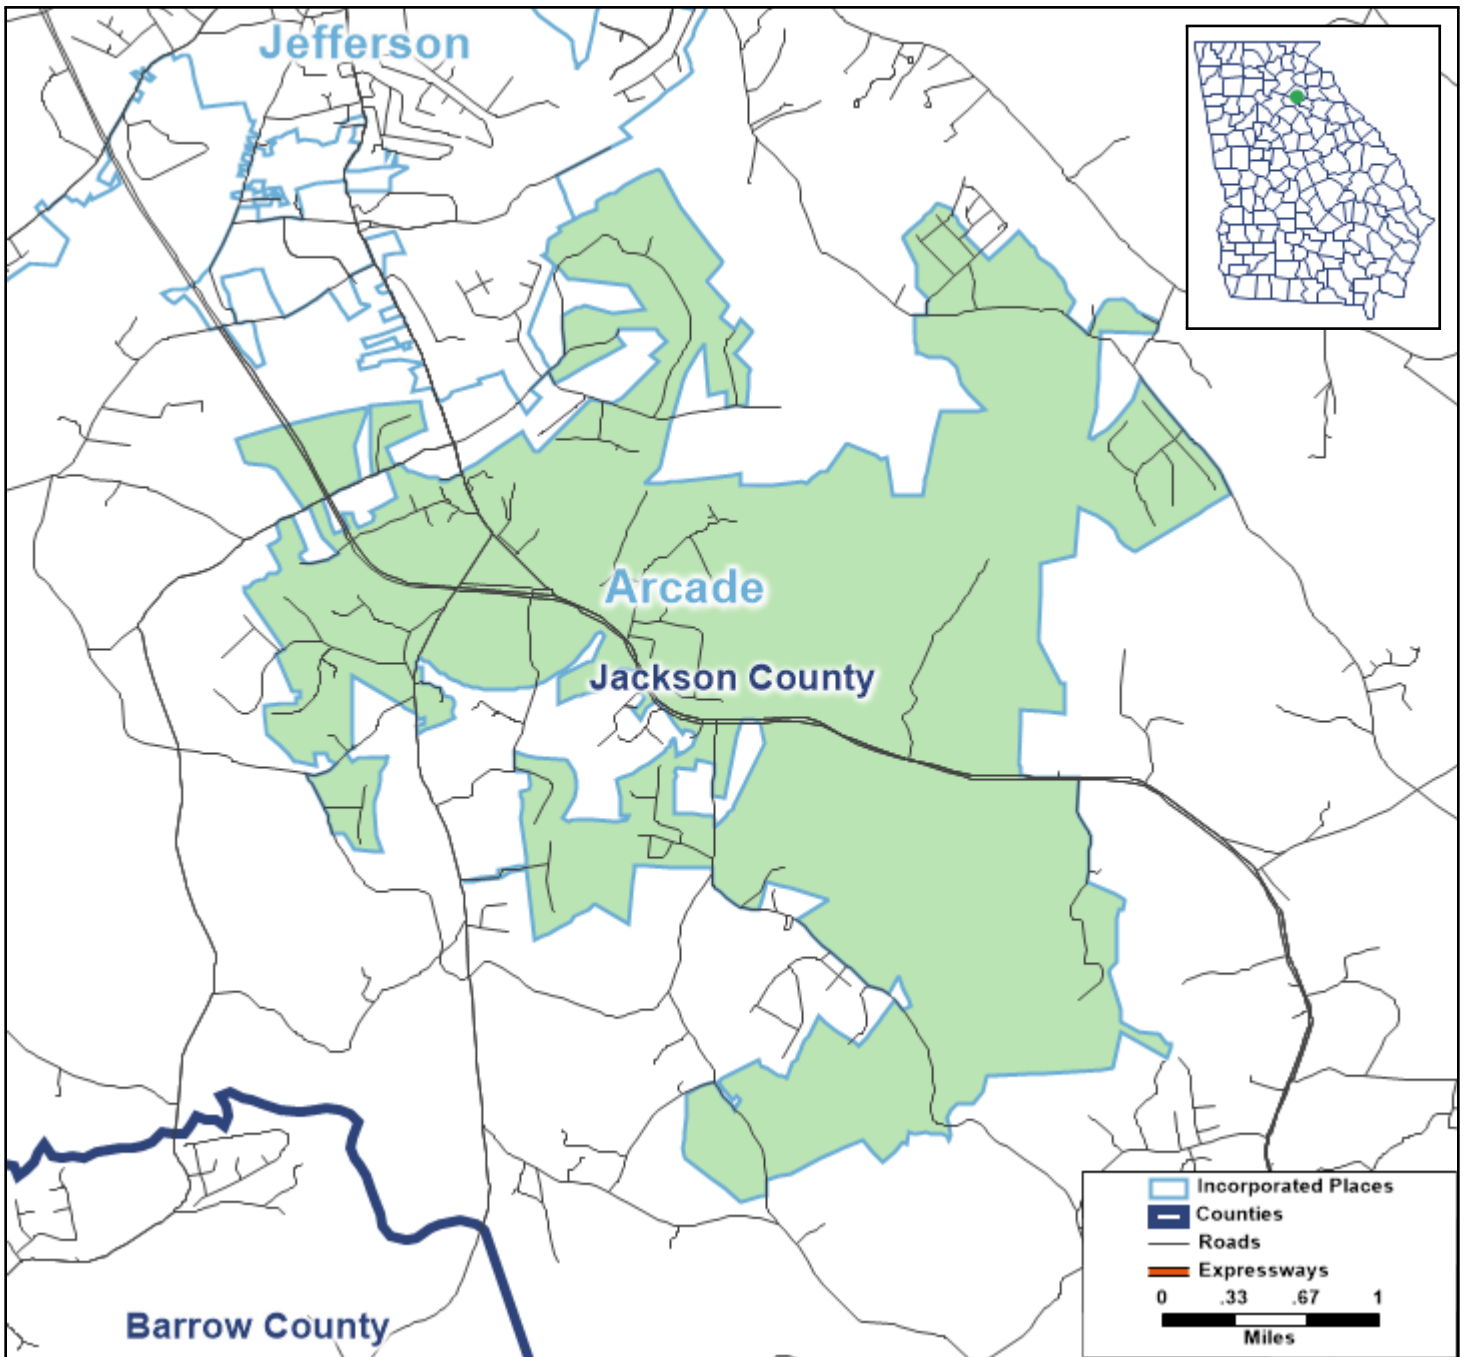 Jefferson
Arcade
Jackson County
Barrow County
Incorporated Places
Counties
Roads
Expressways
0 .33 .67 1
Miles